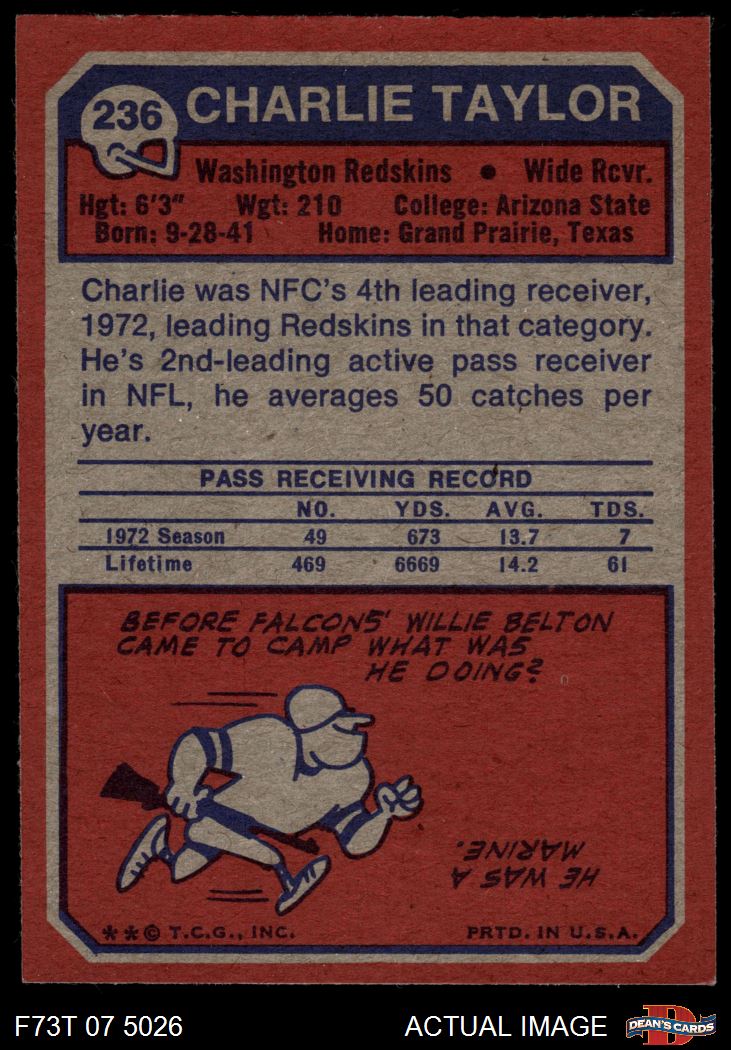 236
CHARLIE TAYLOR
Washington Redskins • Wide Rcvr.
Hgt: 6'3" Wgt: 210 College: Arizona State
Born: 9-28-41 Home: Grand Prairie, Texas
Charlie was NFC's 4th leading receiver,
1972, leading Redskins in that category.
He's 2nd-leading active pass receiver
in NFL, he averages 50 catches per
year.
PASS RECEIVING RECORD
NO. YDS. AVG. TDS.
1972 Season 49 673 13.7 7
Lifetime 469 6669 14.2 61
BEFORE FALCONS' WILLIE BELTON
CAME TO CAMP WHAT WAS
HE DOING?
HE WAS A
MARINE.
**© T.C.G., INC. PRTD. IN U.S.A.
F73T 07 5026 ACTUAL IMAGE D DEAN'S CARDS